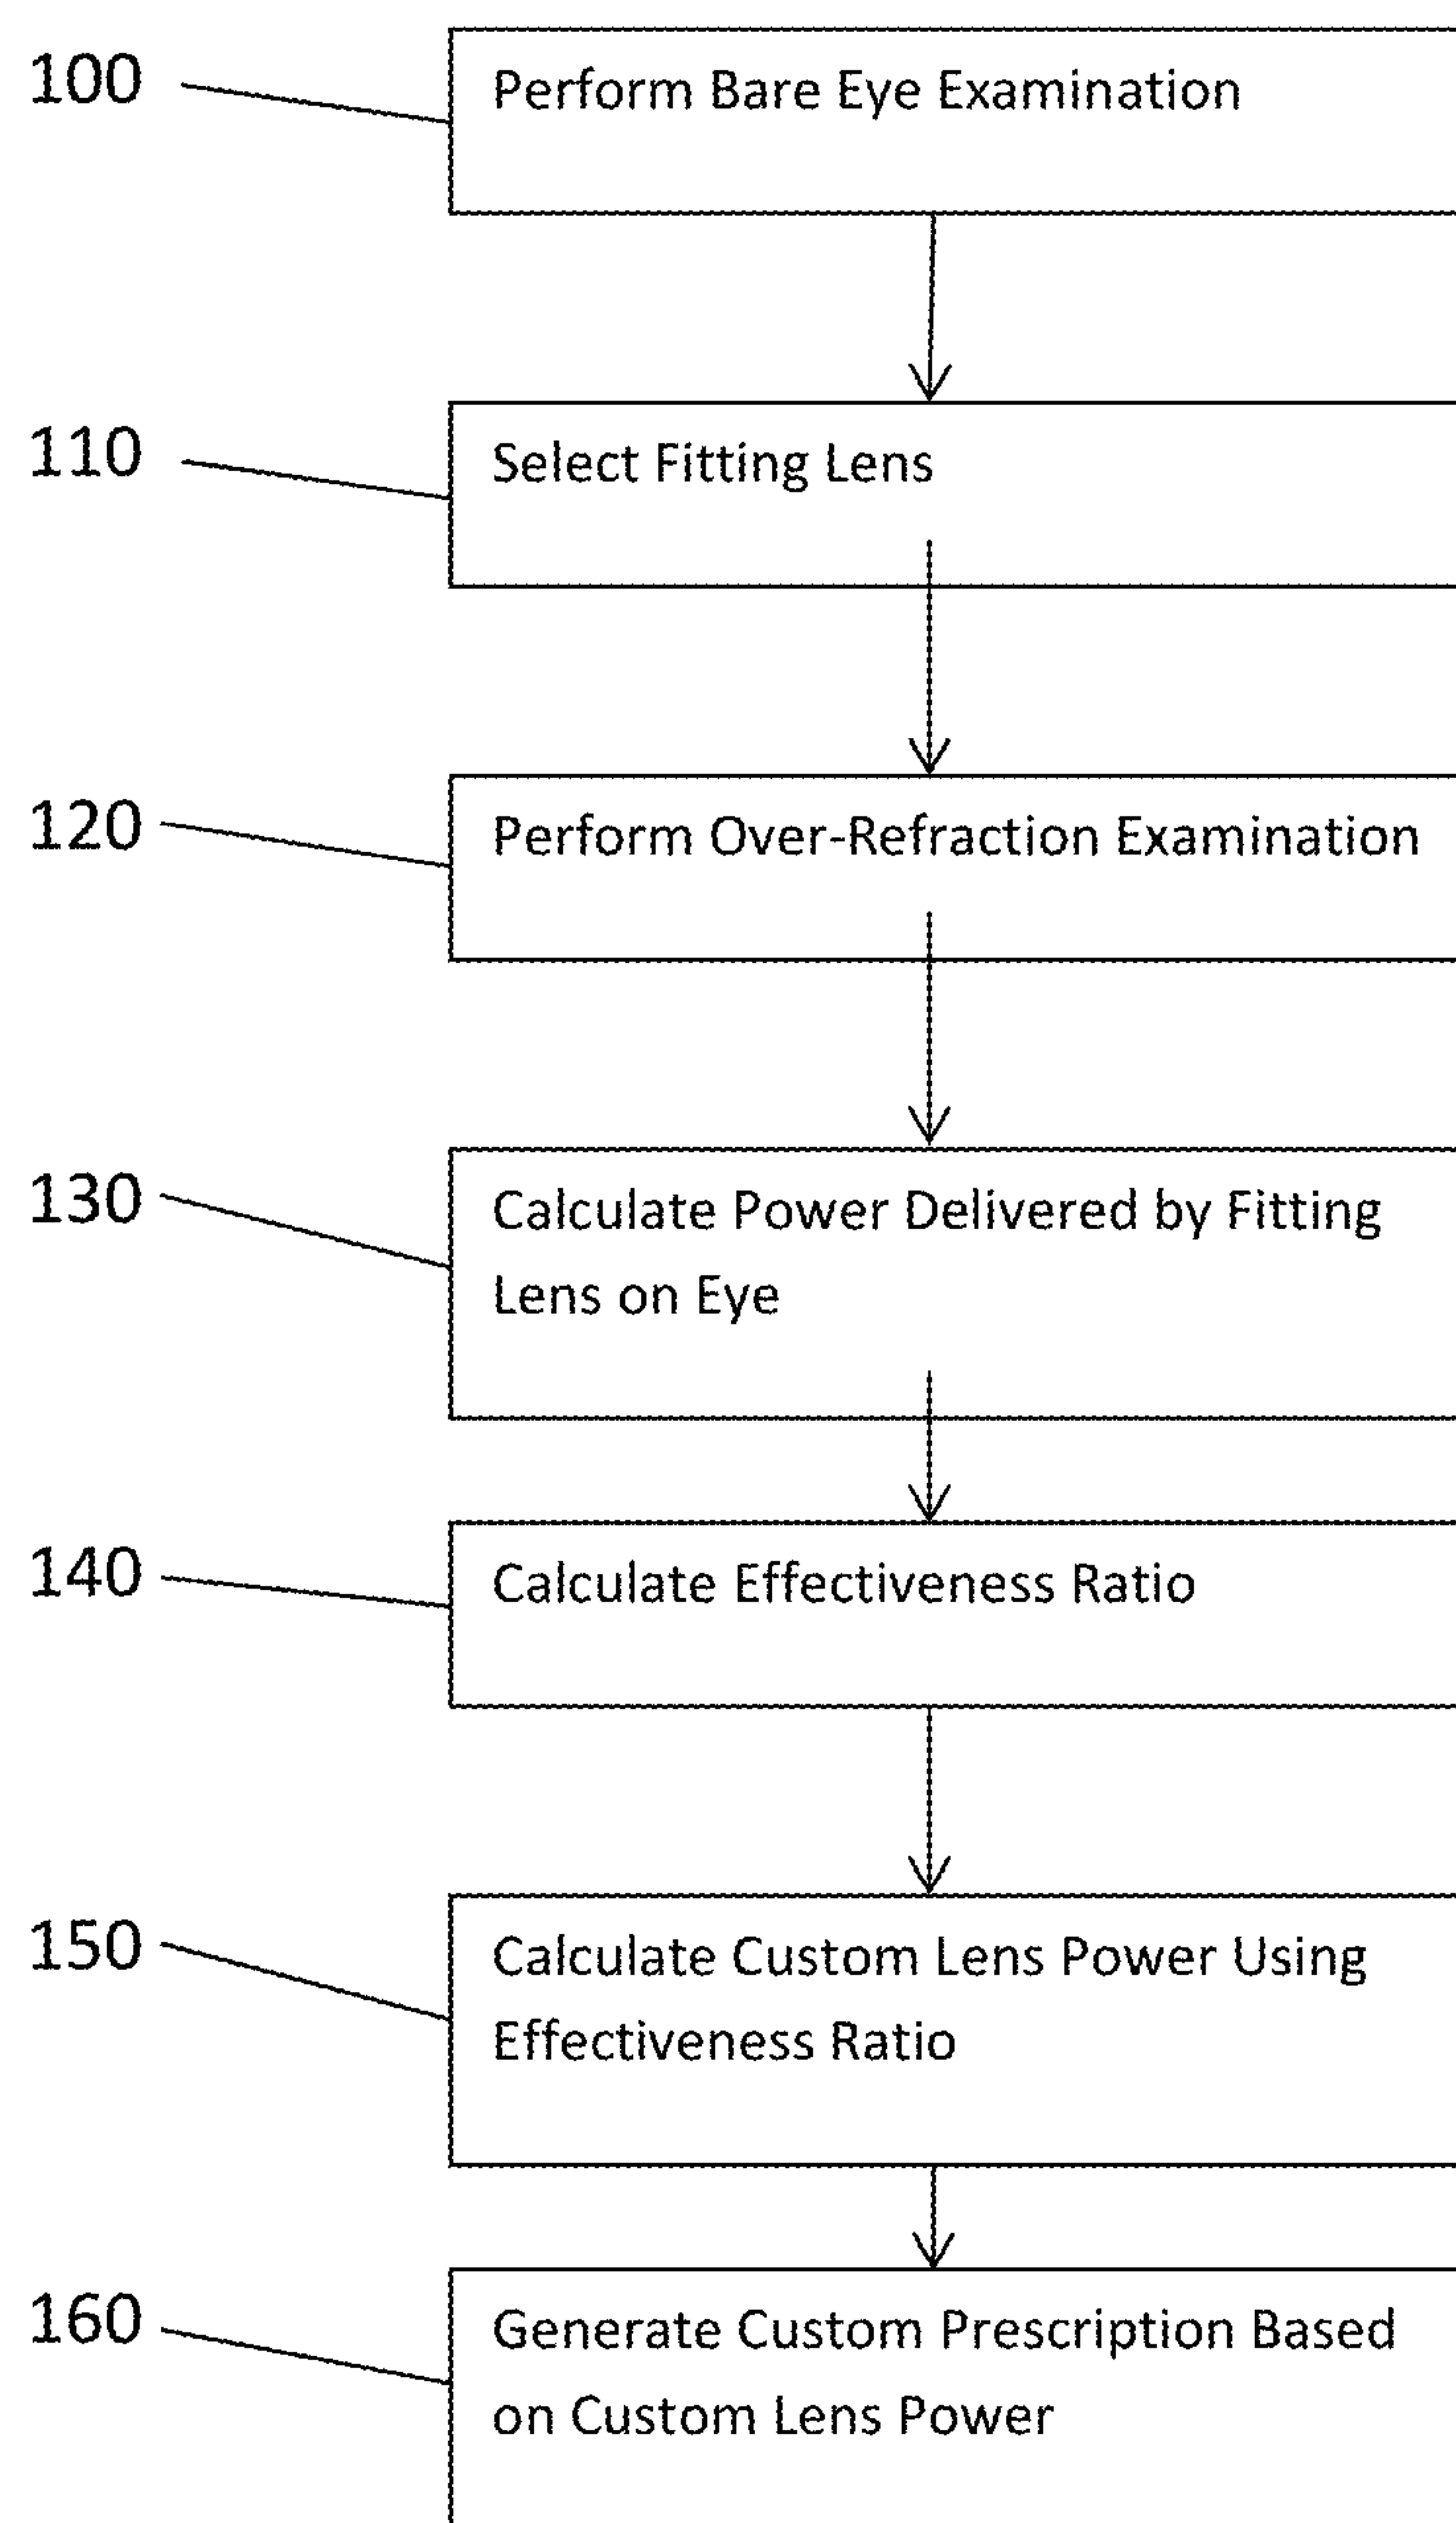 100
Perform Bare Eye Examination
110
Select Fitting Lens
120
Perform Over-Refraction Examination
130
Calculate Power Delivered by Fitting
Lens on Eye
140
Calculate Effectiveness Ratio
150
Calculate Custom Lens Power Using
Effectiveness Ratio
160
Generate Custom Prescription Based
on Custom Lens Power